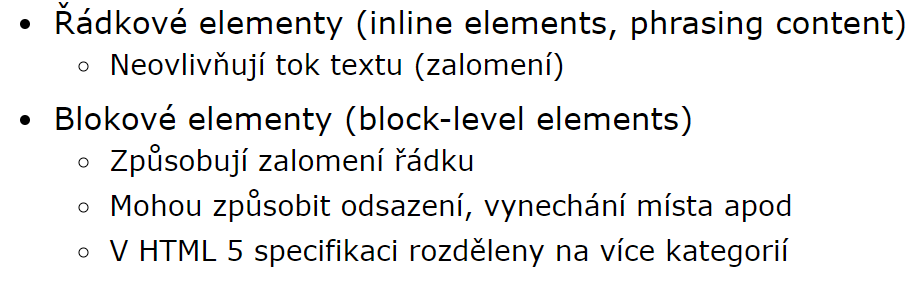 • Řádkové elementy (inline elements, phrasing content)
◦ Neovlivňují tok textu (zalomení)
• Blokové elementy (block-level elements)
◦ Způsobují zalomení řádku
◦ Mohou způsobit odsazení, vynechání místa apod
◦ V HTML 5 specifikaci rozděleny na více kategorií